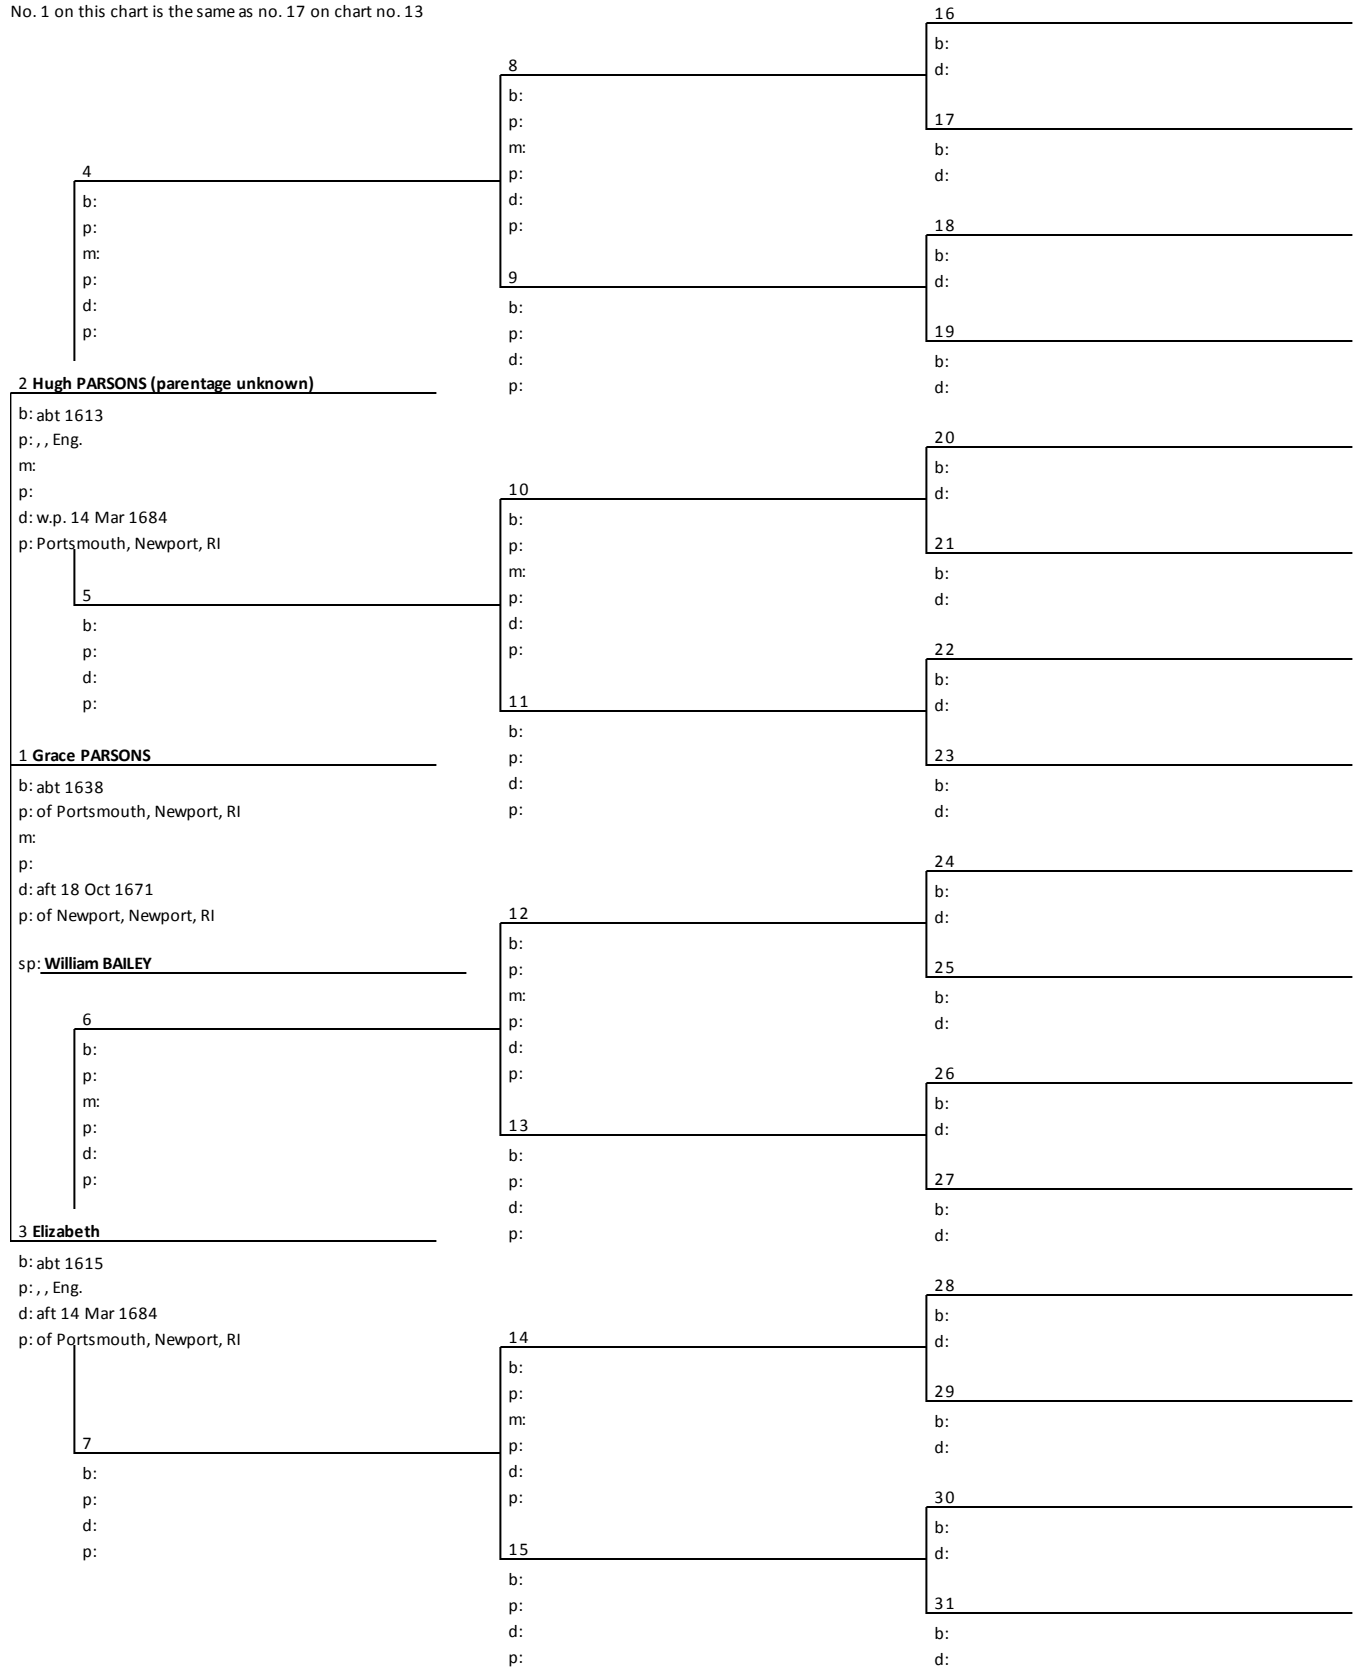 No. 1 on this chart is the same as no. 17 on chart no. 13
4
b:
p:
m:
p:
d:
p:
2 Hugh PARSONS (parentage unknown)
b: abt 1613
p: , , Eng.
m:
p:
d: w.p. 14 Mar 1684
p: Portsmouth, Newport, RI
5
b:
p:
d:
p:
1 Grace PARSONS
b: abt 1638
p: of Portsmouth, Newport, RI
m:
p:
d: aft 18 Oct 1671
p: of Newport, Newport, RI
sp: William BAILEY
6
b:
p:
m:
p:
d:
p:
3 Elizabeth
b: abt 1615
p: , , Eng.
d: aft 14 Mar 1684
p: of Portsmouth, Newport, RI
7
b:
p:
d:
p:
8
b:
p:
m:
p:
d:
p:
9
b:
p:
d:
p:
10
b:
p:
m:
p:
d:
p:
11
b:
p:
d:
p:
12
b:
p:
m:
p:
d:
p:
13
b:
p:
d:
p:
14
b:
p:
m:
p:
d:
p:
15
b:
p:
d:
p:
16
b:
d:
17
b:
d:
18
b:
d:
19
b:
d:
20
b:
d:
21
b:
d:
22
b:
d:
23
b:
d:
24
b:
d:
25
b:
d:
26
b:
d:
27
b:
d:
28
b:
d:
29
b:
d:
30
b:
d:
31
b:
d: